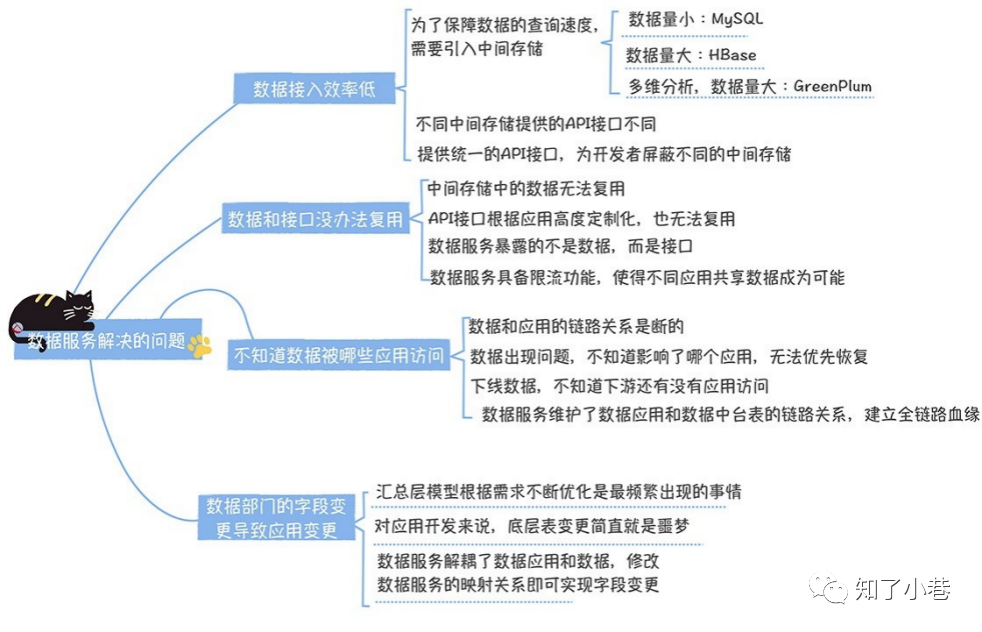 数据服务解决的问题
数据接入效率低
为了保障数据的查询速度，
需要引入中间存储
数据量小：MySQL
数据量大：HBase
多维分析，数据量大：GreenPlum
不同中间存储提供的API接口不同
提供统一的API接口，为开发者屏蔽不同的中间存储
数据和接口没办法复用
中间存储中的数据无法复用
API接口根据应用高度定制化，也无法复用
数据服务暴露的不是数据，而是接口
数据服务具备限流功能，使得不同应用共享数据成为可能
不知道数据被哪些应用访问
数据和应用的链路关系是断的
数据出现问题，不知道影响了哪个应用，无法优先恢复
下线数据，不知道下游还有没有应用访问
数据服务维护了数据应用和数据中台表的链路关系，建立全链路血缘
数据部门的字段变
更导致应用变更
汇总层模型根据需求不断优化是最频繁出现的事情
对应用开发来说，底层表变更简直就是噩梦
数据服务解耦了数据应用和数据，修改
数据服务的映射关系即可实现字段变更
知了小巷